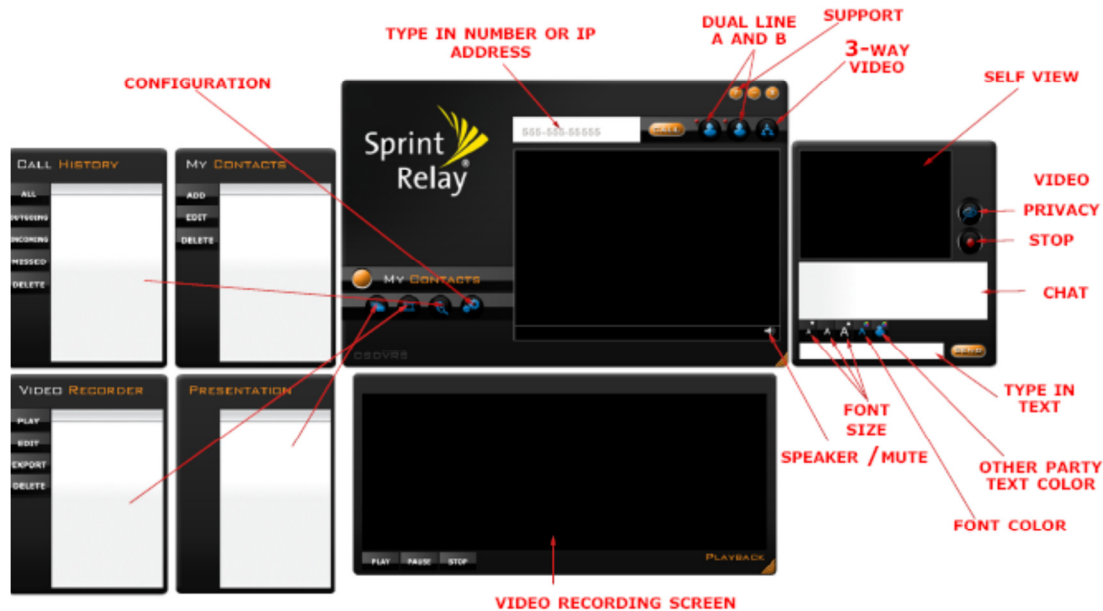 TYPE IN NUMBER OR IP
ADDRESS
DUAL LINE
A AND B
SUPPORT
3-WAY
VIDEO
CONFIGURATION
SELF VIEW
Sprint
Relay®
555-555-55555
CALL HISTORY
ALL
OUTGOING
INCOMING
MISSED
DELETE
MY CONTACTS
ADD
EDIT
DELETE
MY CONTACTS
CSDVRS
VIDEO
PRIVACY
STOP
CHAT
SEND
TYPE IN
TEXT
FONT
SIZE
SPEAKER /MUTE
OTHER PARTY
TEXT COLOR
FONT COLOR
VIDEO RECORDER
PLAY
EDIT
EXPORT
DELETE
PRESENTATION
PLAY PAUSE STOP
PLAYBACK
VIDEO RECORDING SCREEN